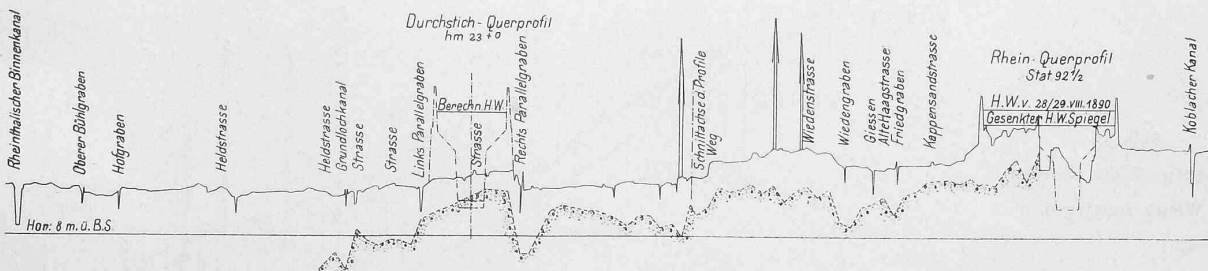 Durchstich-Querprofil
hm 23 + 0
Rhein-Querprofil
Stat 92 1/2
H.W. v. 28/29. VIII. 1890
Gesenkter H.W. Spiegel
Rheinthalischer Binnenkanal
Oberer Bühlgraben
Hofgraben
Heldstrasse
Heldstrasse
Grundlochkanal
Strasse
Strasse
Links Parallelgraben
Berechn. H.W.
Strasse
Rechts Parallelgraben
Schnittachse d. Profile
Weg
Wiedenstrasse
Wiedengraben
Giessen
Alte Haagstrasse
Friedgraben
Kappensandstrasse
Koblacher Kanal
Hor: 8 m. ü. B.S.